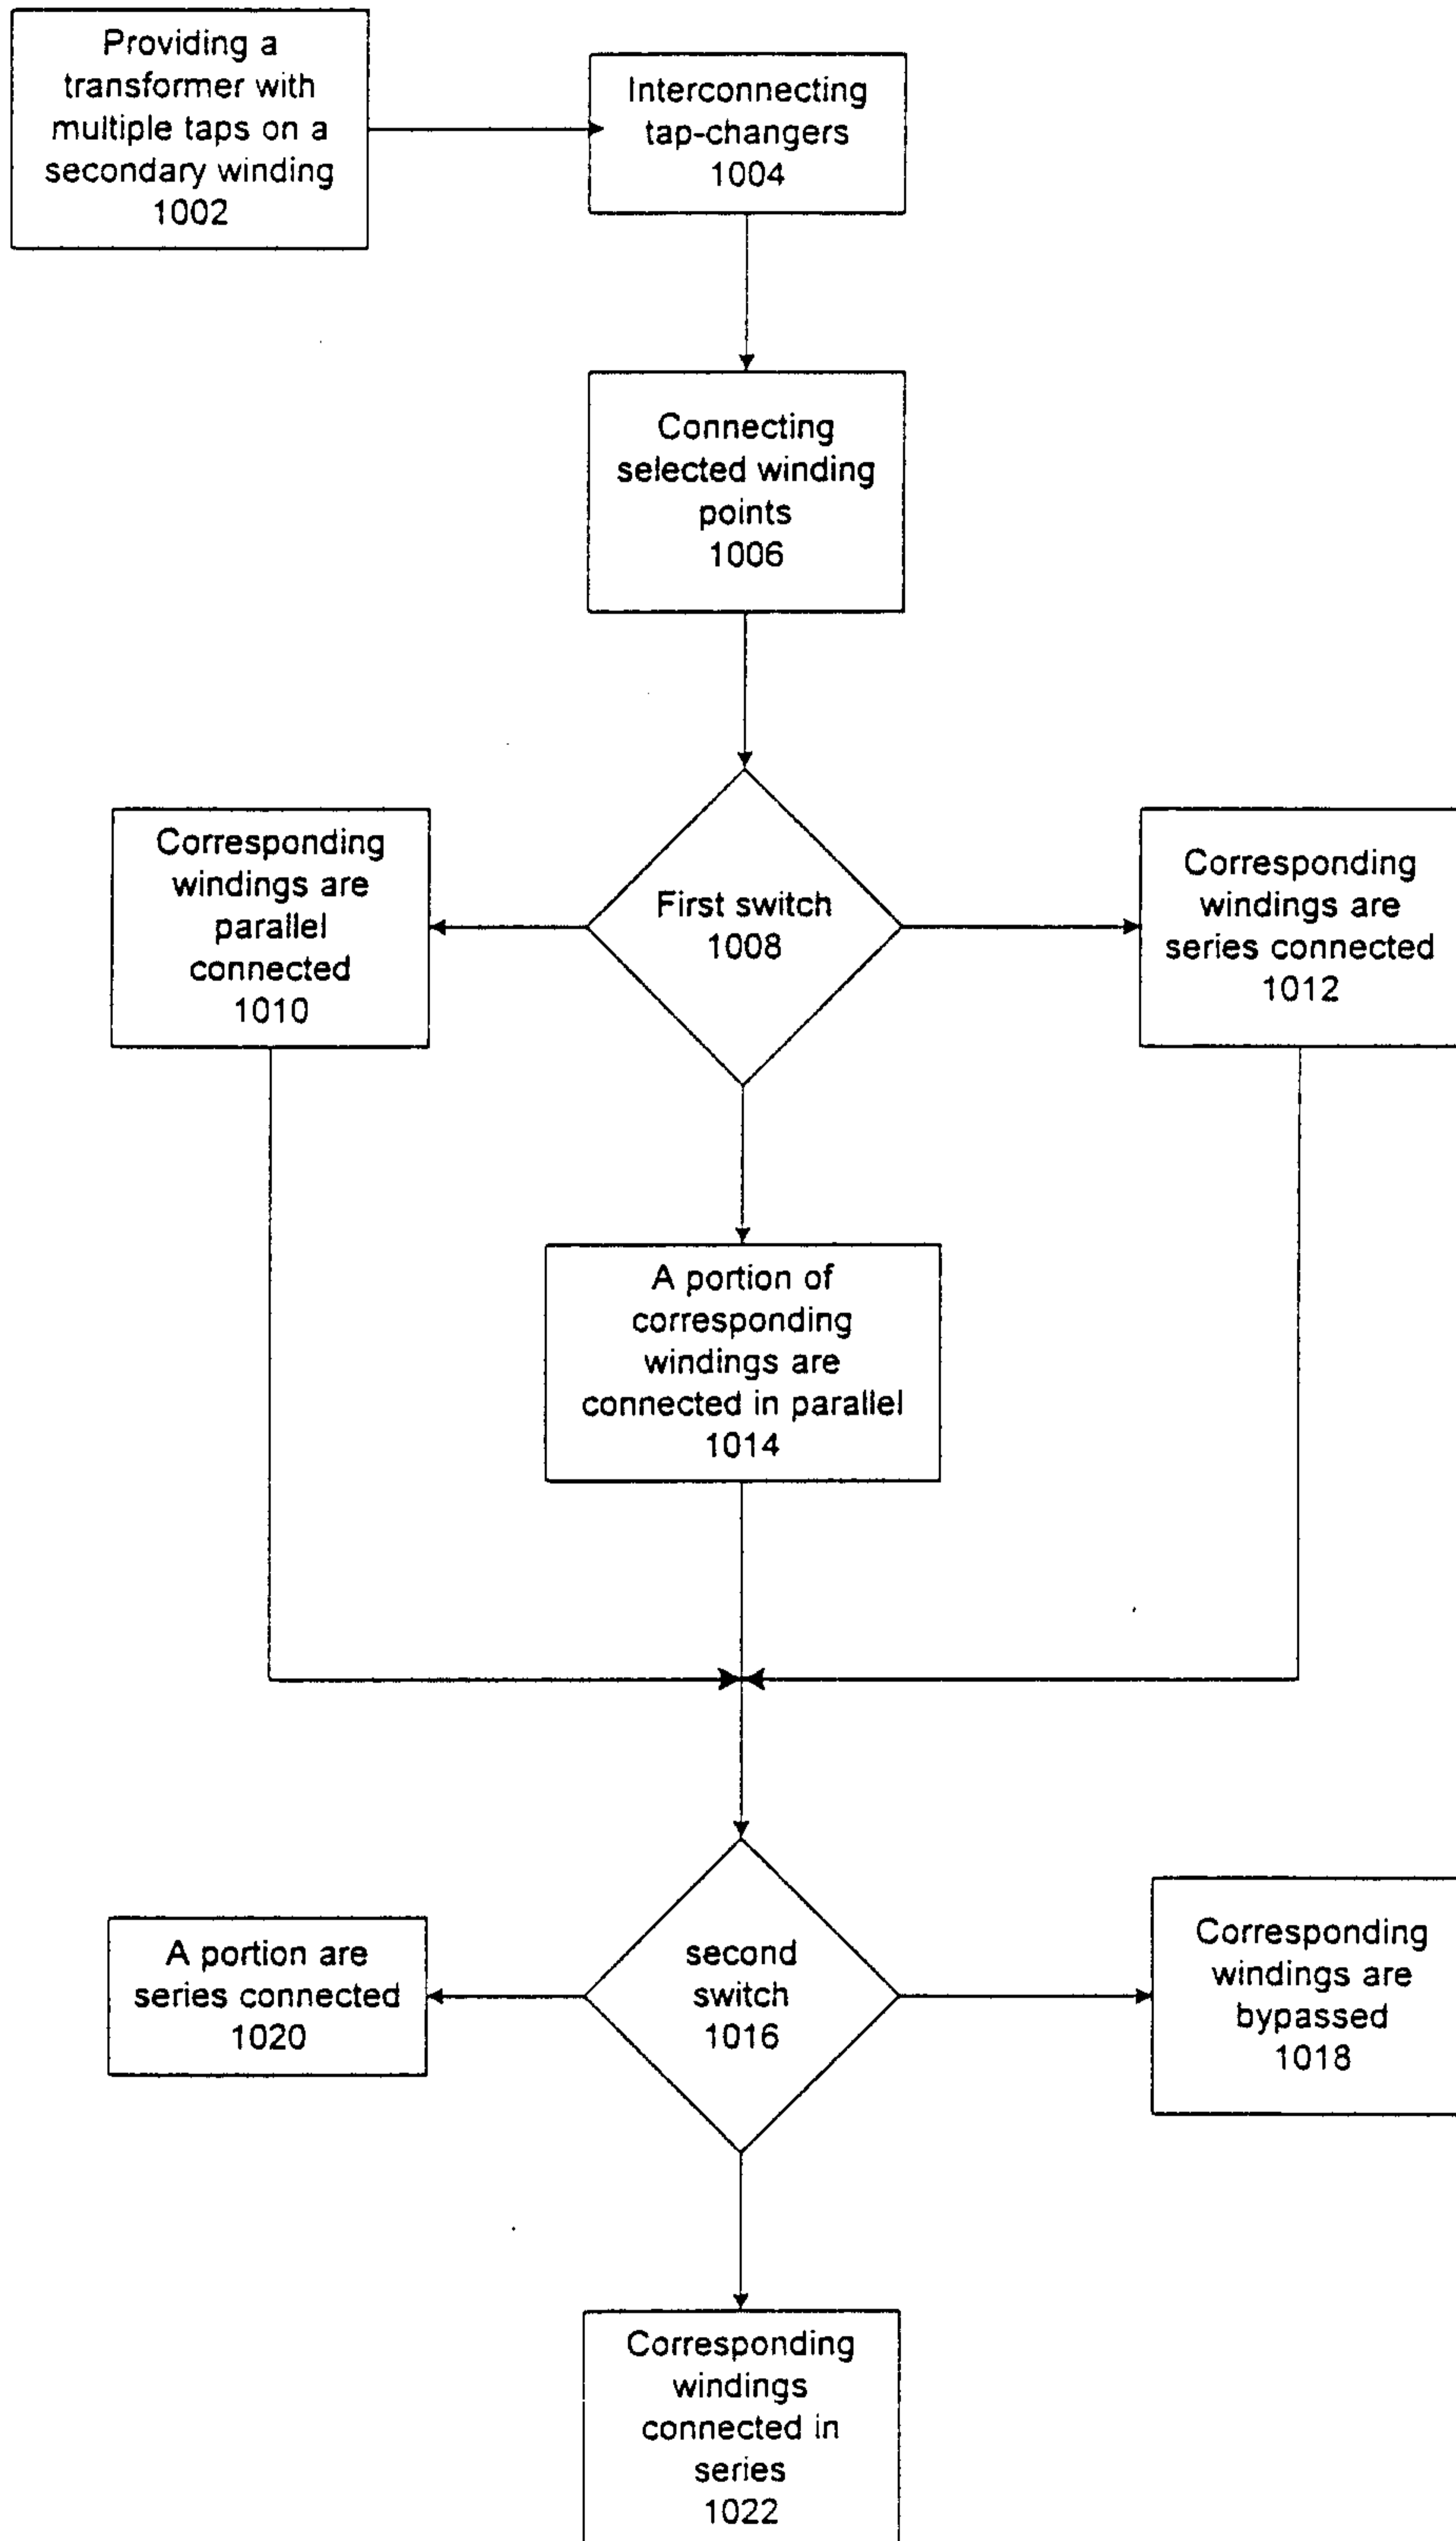 Providing a
transformer with
multiple taps on a
secondary winding
1002
Interconnecting
tap-changers
1004
Connecting
selected winding
points
1006
First switch
1008
Corresponding
windings are
parallel
connected
1010
Corresponding
windings are
series connected
1012
A portion of
corresponding
windings are
connected in parallel
1014
second
switch
1016
A portion are
series connected
1020
Corresponding
windings are
bypassed
1018
Corresponding
windings
connected in
series
1022